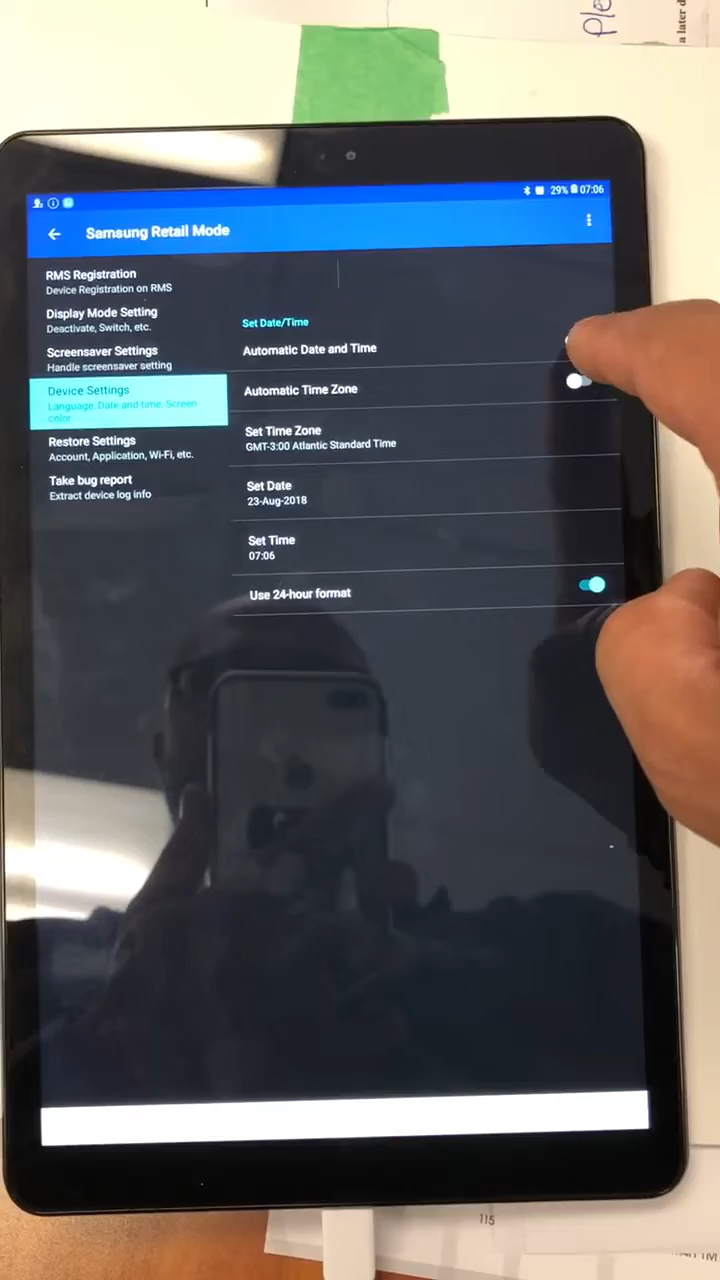 Ple
a later d
29% 07:06
Samsung Retail Mode
RMS Registration
Device Registration on RMS
Display Mode Setting
Deactivate, Switch, etc.
Screensaver Settings
Handle screensaver setting
Device Settings
Language, Date and time, Screen
color
Restore Settings
Account, Application, Wi-Fi, etc.
Take bug report
Extract device log info
Set Date/Time
Automatic Date and Time
Automatic Time Zone
Set Time Zone
GMT-3:00 Atlantic Standard Time
Set Date
23-Aug-2018
Set Time
07:06
Use 24-hour format
115